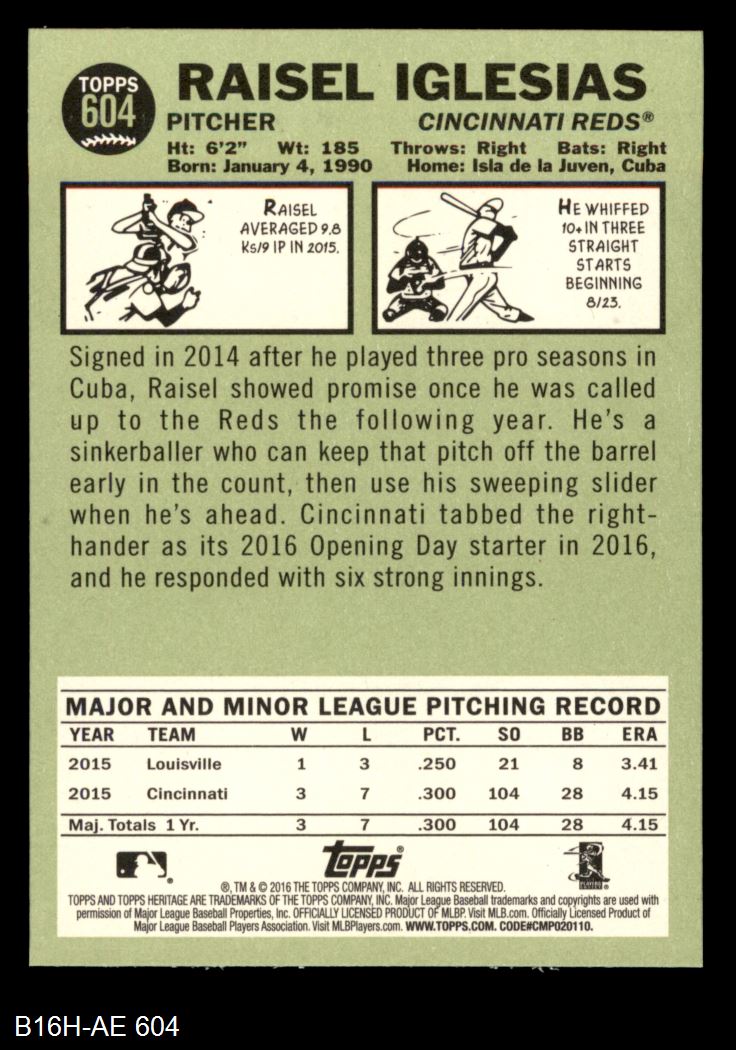 TOPPS
604
RAISEL IGLESIAS
PITCHER CINCINNATI REDS®
Ht: 6'2" Wt: 185 Throws: Right Bats: Right
Born: January 4, 1990 Home: Isla de la Juven, Cuba
RAISEL
AVERAGED 9.8
Ks/9 IP IN 2015.
HE WHIFFED
10+ IN THREE
STRAIGHT
STARTS
BEGINNING
8/23.
Signed in 2014 after he played three pro seasons in
Cuba, Raisel showed promise once he was called
up to the Reds the following year. He's a
sinkerballer who can keep that pitch off the barrel
early in the count, then use his sweeping slider
when he's ahead. Cincinnati tabbed the right-
hander as its 2016 Opening Day starter in 2016,
and he responded with six strong innings.
MAJOR AND MINOR LEAGUE PITCHING RECORD
YEAR TEAM W L PCT. SO BB ERA
2015 Louisville 1 3 .250 21 8 3.41
2015 Cincinnati 3 7 .300 104 28 4.15
Maj. Totals 1 Yr. 3 7 .300 104 28 4.15
Topps®
®, TM & © 2016 THE TOPPS COMPANY, INC. ALL RIGHTS RESERVED.
TOPPS AND TOPPS HERITAGE ARE TRADEMARKS OF THE TOPPS COMPANY, INC. Major League Baseball trademarks and copyrights are used with
permission of Major League Baseball Properties, Inc. OFFICIALLY LICENSED PRODUCT OF MLBP. Visit MLB.com. Officially Licensed Product of
Major League Baseball Players Association. Visit MLBPlayers.com. WWW.TOPPS.COM. CODE#CMP020110.
B16H-AE 604